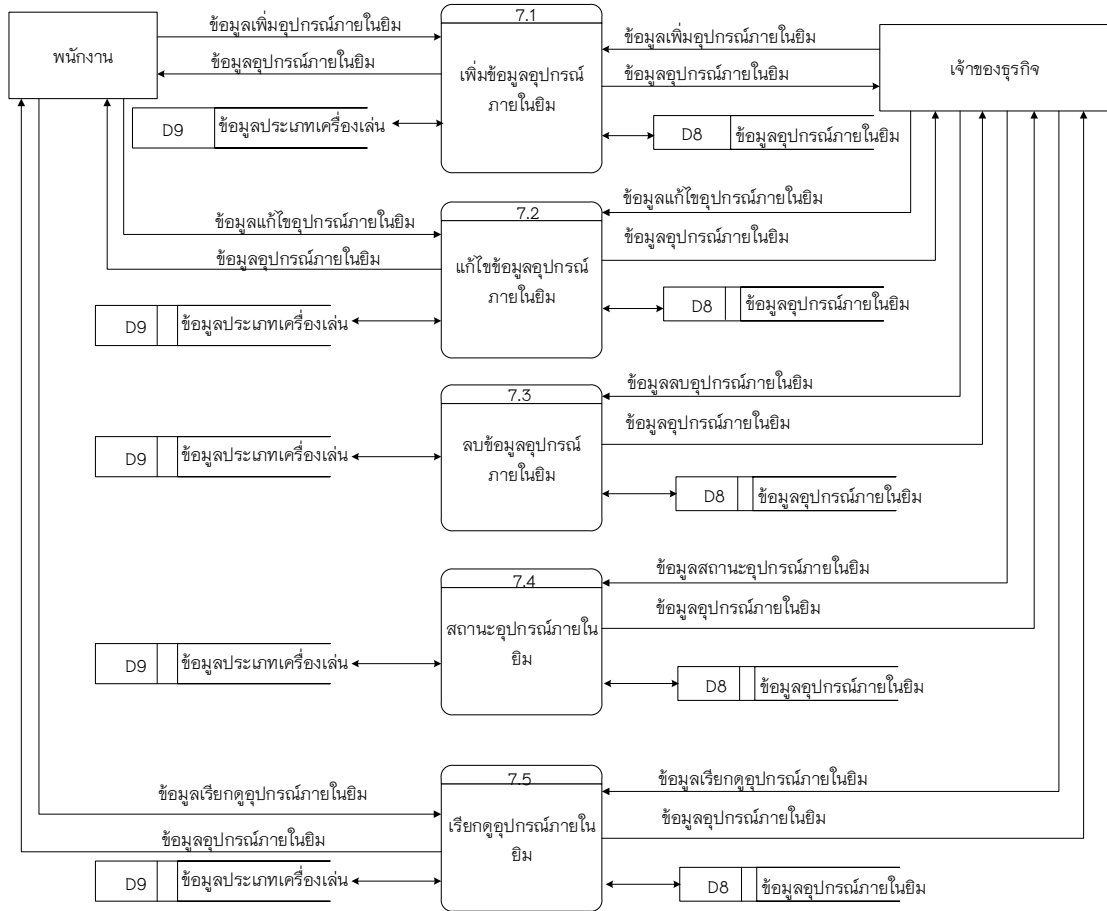 พนักงาน
ข้อมูลเพิ่มอุปกรณ์ภายในยิม
ข้อมูลอุปกรณ์ภายในยิม
7.1
เพิ่มข้อมูลอุปกรณ์
ภายในยิม
ข้อมูลเพิ่มอุปกรณ์ภายในยิม
ข้อมูลอุปกรณ์ภายในยิม
เจ้าของธุรกิจ
D9 ข้อมูลประเภทเครื่องเล่น
D8 ข้อมูลอุปกรณ์ภายในยิม
ข้อมูลแก้ไขอุปกรณ์ภายในยิม
ข้อมูลอุปกรณ์ภายในยิม
7.2
แก้ไขข้อมูลอุปกรณ์
ภายในยิม
ข้อมูลแก้ไขอุปกรณ์ภายในยิม
ข้อมูลอุปกรณ์ภายในยิม
D9 ข้อมูลประเภทเครื่องเล่น
D8 ข้อมูลอุปกรณ์ภายในยิม
7.3
ลบข้อมูลอุปกรณ์
ภายในยิม
ข้อมูลลบอุปกรณ์ภายในยิม
ข้อมูลอุปกรณ์ภายในยิม
D9 ข้อมูลประเภทเครื่องเล่น
D8 ข้อมูลอุปกรณ์ภายในยิม
7.4
สถานะอุปกรณ์ภายใน
ยิม
ข้อมูลสถานะอุปกรณ์ภายในยิม
ข้อมูลอุปกรณ์ภายในยิม
D9 ข้อมูลประเภทเครื่องเล่น
D8 ข้อมูลอุปกรณ์ภายในยิม
ข้อมูลเรียกดูอุปกรณ์ภายในยิม
ข้อมูลอุปกรณ์ภายในยิม
7.5
เรียกดูอุปกรณ์ภายใน
ยิม
ข้อมูลเรียกดูอุปกรณ์ภายในยิม
ข้อมูลอุปกรณ์ภายในยิม
D9 ข้อมูลประเภทเครื่องเล่น
D8 ข้อมูลอุปกรณ์ภายในยิม